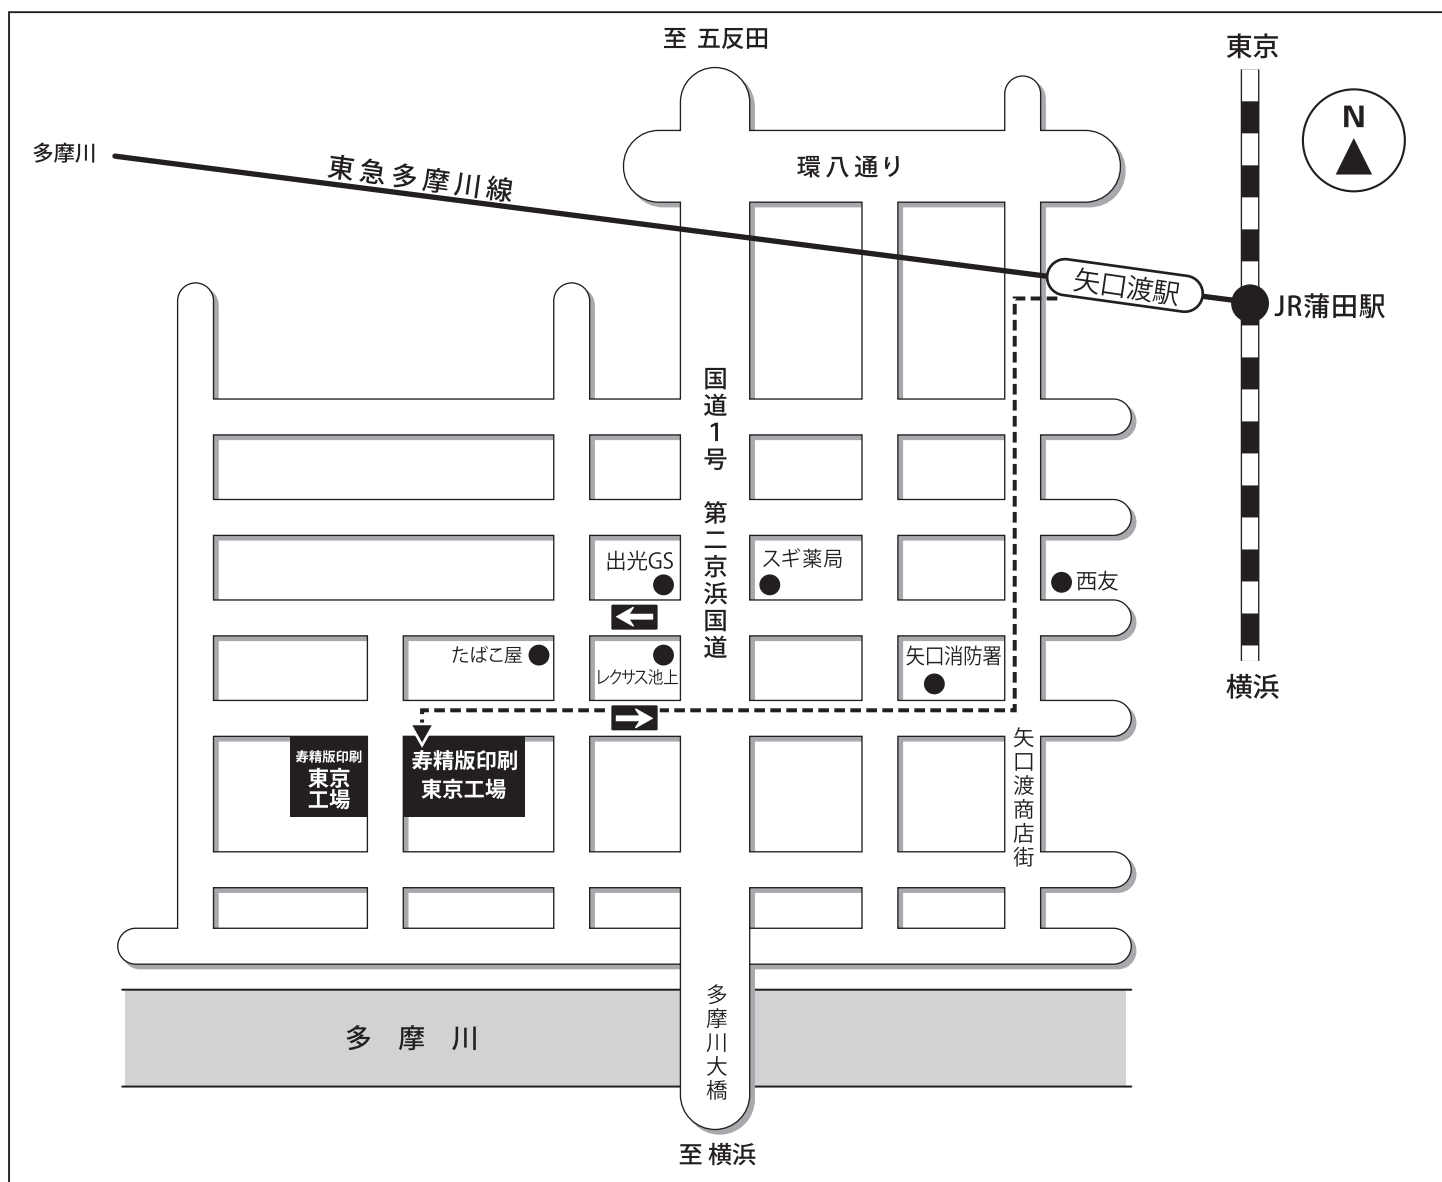 至 五反田
東京
N
多摩川
東急多摩川線
環八通り
矢口渡駅
JR蒲田駅
国道1号 第二京浜国道
出光GS
スギ薬局
西友
たばこ屋
レクサス池上
矢口消防署
横浜
寿精版印刷
東京
工場
寿精版印刷
東京工場
矢口渡商店街
多摩川
多摩川大橋
至 横浜